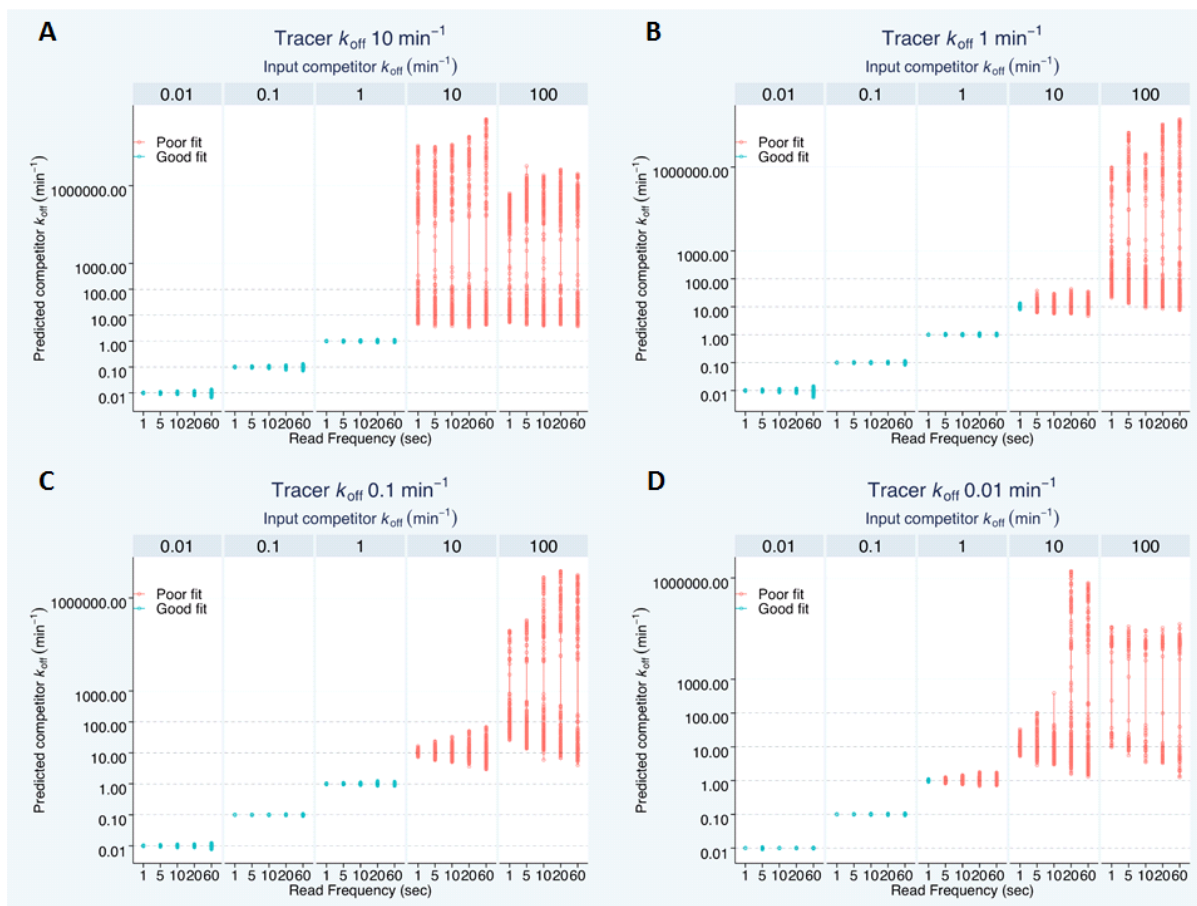 A
Tracer koff 10 min−1
Input competitor koff (min−1)
0.01 0.1 1 10 100
Poor fit
Good fit
Predicted competitor koff (min−1)
1000000.00
1000.00
100.00
10.00
1.00
0.10
0.01
1 5 102060 1 5 102060 1 5 102060 1 5 102060 1 5 102060
Read Frequency (sec)
B
Tracer koff 1 min−1
Input competitor koff (min−1)
0.01 0.1 1 10 100
Poor fit
Good fit
Predicted competitor koff (min−1)
1000000.00
1000.00
100.00
10.00
1.00
0.10
0.01
1 5 102060 1 5 102060 1 5 102060 1 5 102060 1 5 102060
Read Frequency (sec)
C
Tracer koff 0.1 min−1
Input competitor koff (min−1)
0.01 0.1 1 10 100
Poor fit
Good fit
Predicted competitor koff (min−1)
1000000.00
1000.00
100.00
10.00
1.00
0.10
0.01
1 5 102060 1 5 102060 1 5 102060 1 5 102060 1 5 102060
Read Frequency (sec)
D
Tracer koff 0.01 min−1
Input competitor koff (min−1)
0.01 0.1 1 10 100
Poor fit
Good fit
Predicted competitor koff (min−1)
1000000.00
1000.00
100.00
10.00
1.00
0.10
0.01
1 5 102060 1 5 102060 1 5 102060 1 5 102060 1 5 102060
Read Frequency (sec)